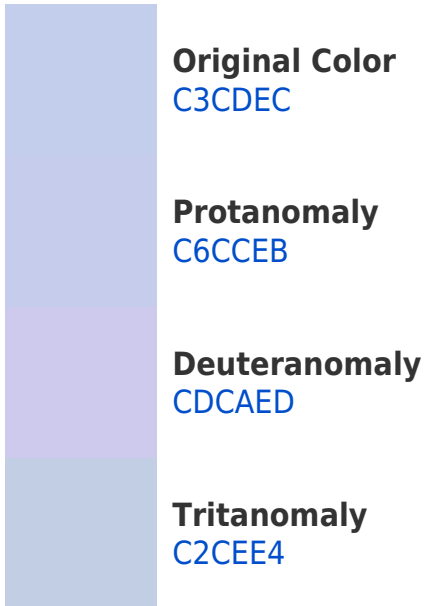 Original Color
C3CDEC
Protanomaly
C6CCEB
Deuteranomaly
CDCAED
Tritanomaly
C2CEE4